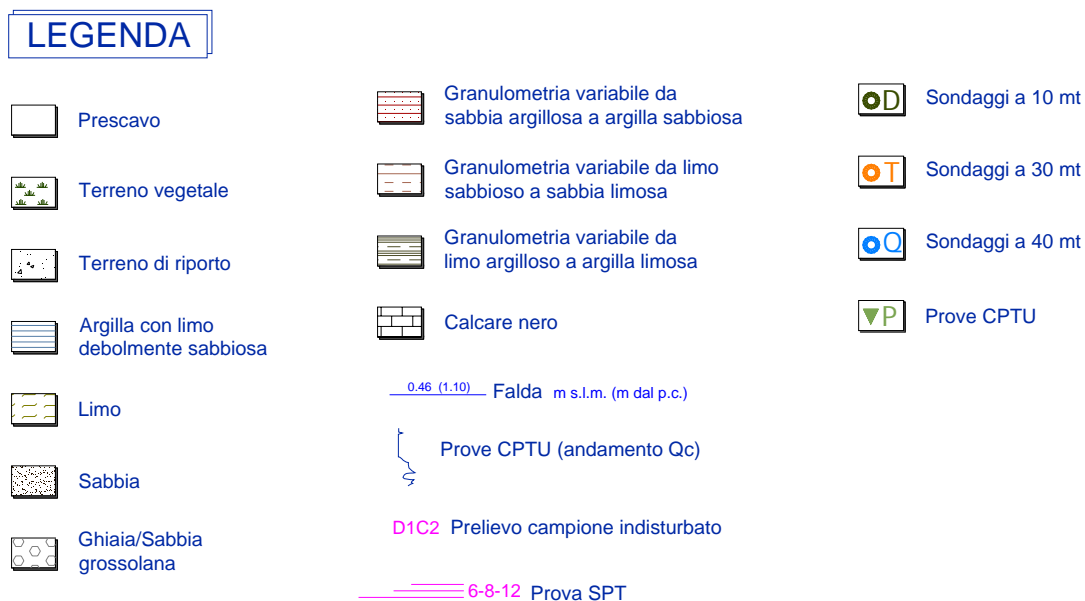 LEGENDA
Prescavo
Terreno vegetale
Terreno di riporto
Argilla con limo
debolmente sabbiosa
Limo
Sabbia
Ghiaia/Sabbia
grossolana
Granulometria variabile da
sabbia argillosa a argilla sabbiosa
Granulometria variabile da limo
sabbioso a sabbia limosa
Granulometria variabile da
limo argilloso a argilla limosa
Calcare nero
0.46 (1.10) Falda m s.l.m. (m dal p.c.)
Prove CPTU (andamento Qc)
D1C2 Prelievo campione indisturbato
6-8-12 Prova SPT
D Sondaggi a 10 mt
T Sondaggi a 30 mt
Q Sondaggi a 40 mt
P Prove CPTU